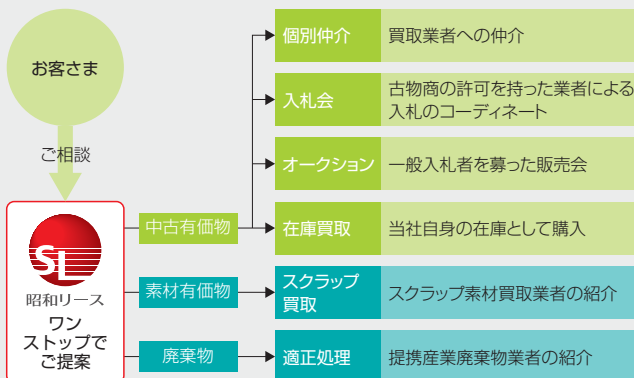 お客さま
ご相談
SL
昭和リース
ワン
ストップで
ご提案
中古有価物
個別仲介
買取業者への仲介
入札会
古物商の許可を持った業者による
入札のコーディネート
オークション
一般入札者を募った販売会
在庫買取
当社自身の在庫として購入
素材有価物
スクラップ
買取
スクラップ素材買取業者の紹介
廃棄物
適正処理
提携産業廃棄物業者の紹介